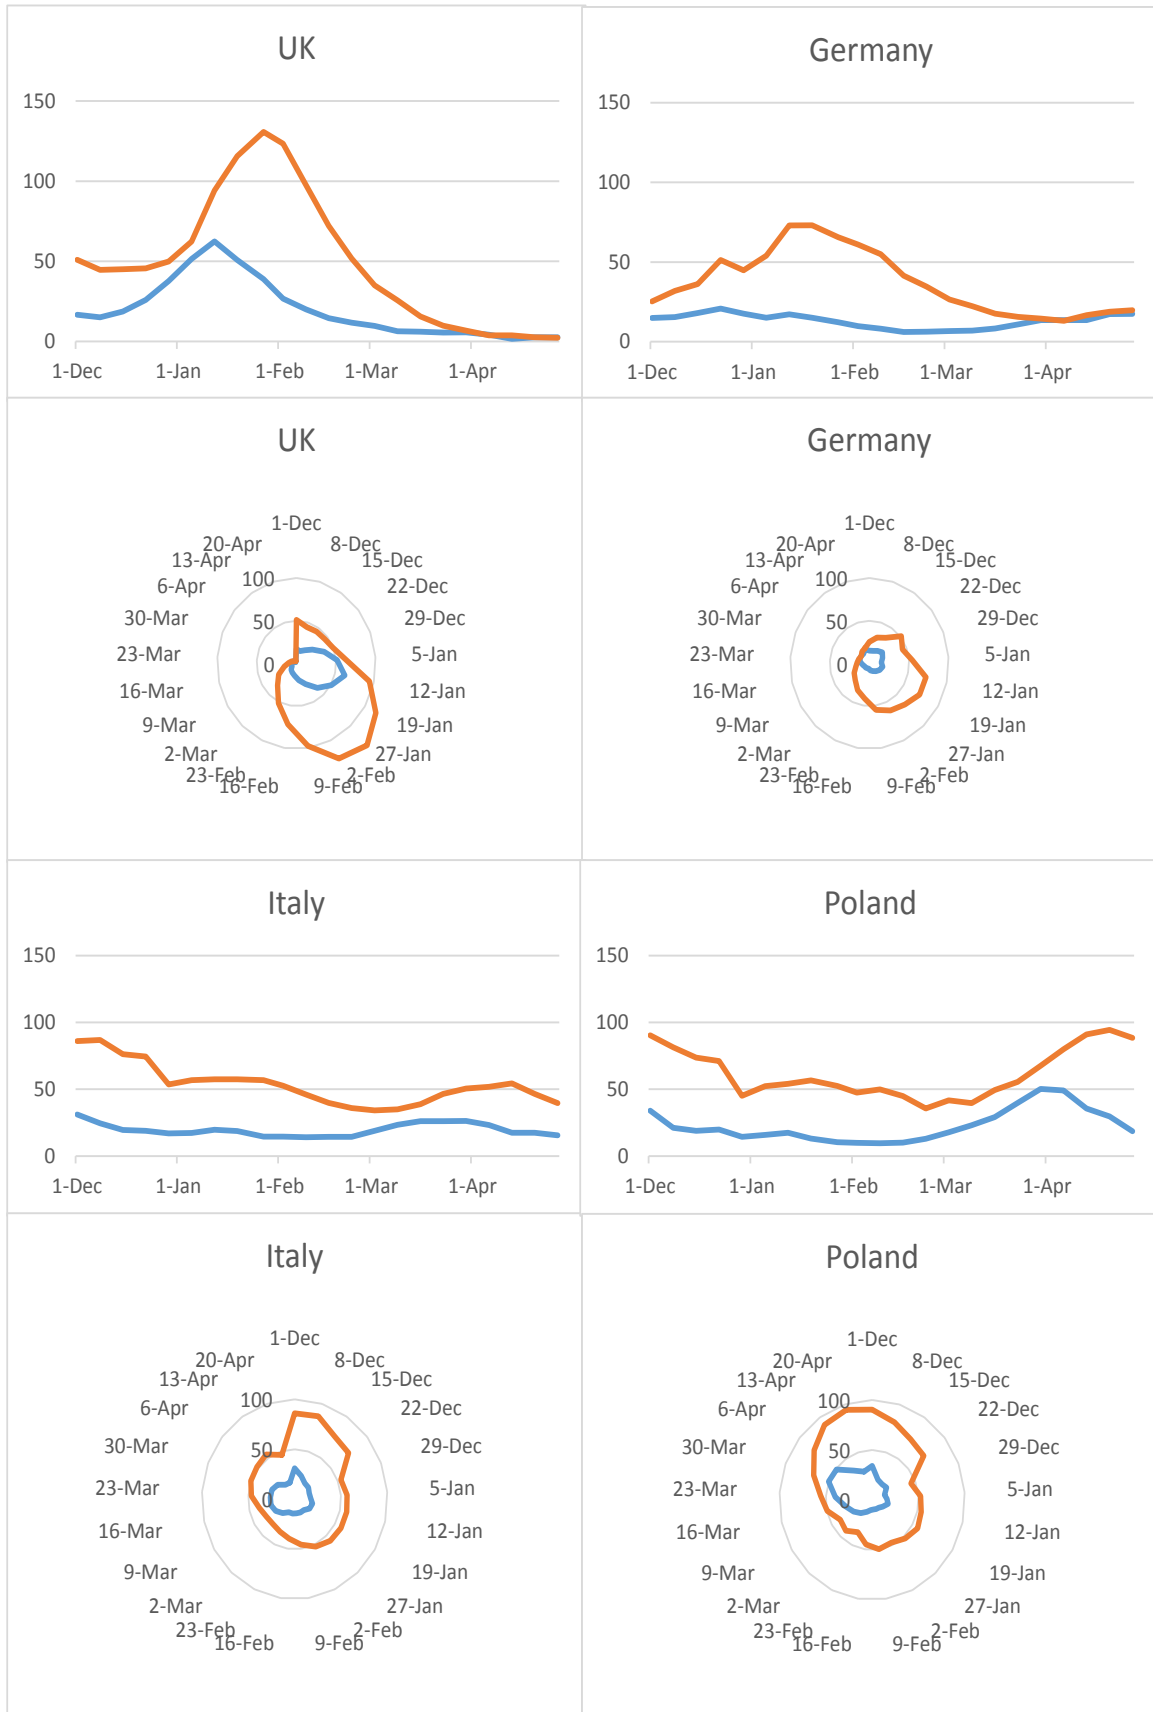 UK
150
100
50
0
1-Dec 1-Jan 1-Feb 1-Mar 1-Apr
Germany
150
100
50
0
1-Dec 1-Jan 1-Feb 1-Mar 1-Apr
UK
1-Dec
20-Apr 8-Dec
13-Apr 15-Dec
100
6-Apr 22-Dec
50
30-Mar 29-Dec
23-Mar 0 5-Jan
16-Mar 12-Jan
9-Mar 19-Jan
2-Mar 27-Jan
23-Feb 2-Feb
16-Feb 9-Feb
Germany
1-Dec
20-Apr 8-Dec
13-Apr 15-Dec
100
6-Apr 22-Dec
50
30-Mar 29-Dec
23-Mar 0 5-Jan
16-Mar 12-Jan
9-Mar 19-Jan
2-Mar 27-Jan
23-Feb 2-Feb
16-Feb 9-Feb
Italy
150
100
50
0
1-Dec 1-Jan 1-Feb 1-Mar 1-Apr
Poland
150
100
50
0
1-Dec 1-Jan 1-Feb 1-Mar 1-Apr
Italy
1-Dec
20-Apr 8-Dec
13-Apr 15-Dec
100
6-Apr 22-Dec
30-Mar 50 29-Dec
23-Mar 0 5-Jan
16-Mar 12-Jan
9-Mar 19-Jan
2-Mar 27-Jan
23-Feb 2-Feb
16-Feb 9-Feb
Poland
1-Dec
20-Apr 8-Dec
13-Apr 15-Dec
100
6-Apr 22-Dec
30-Mar 50 29-Dec
23-Mar 0 5-Jan
16-Mar 12-Jan
9-Mar 19-Jan
2-Mar 27-Jan
23-Feb 2-Feb
16-Feb 9-Feb